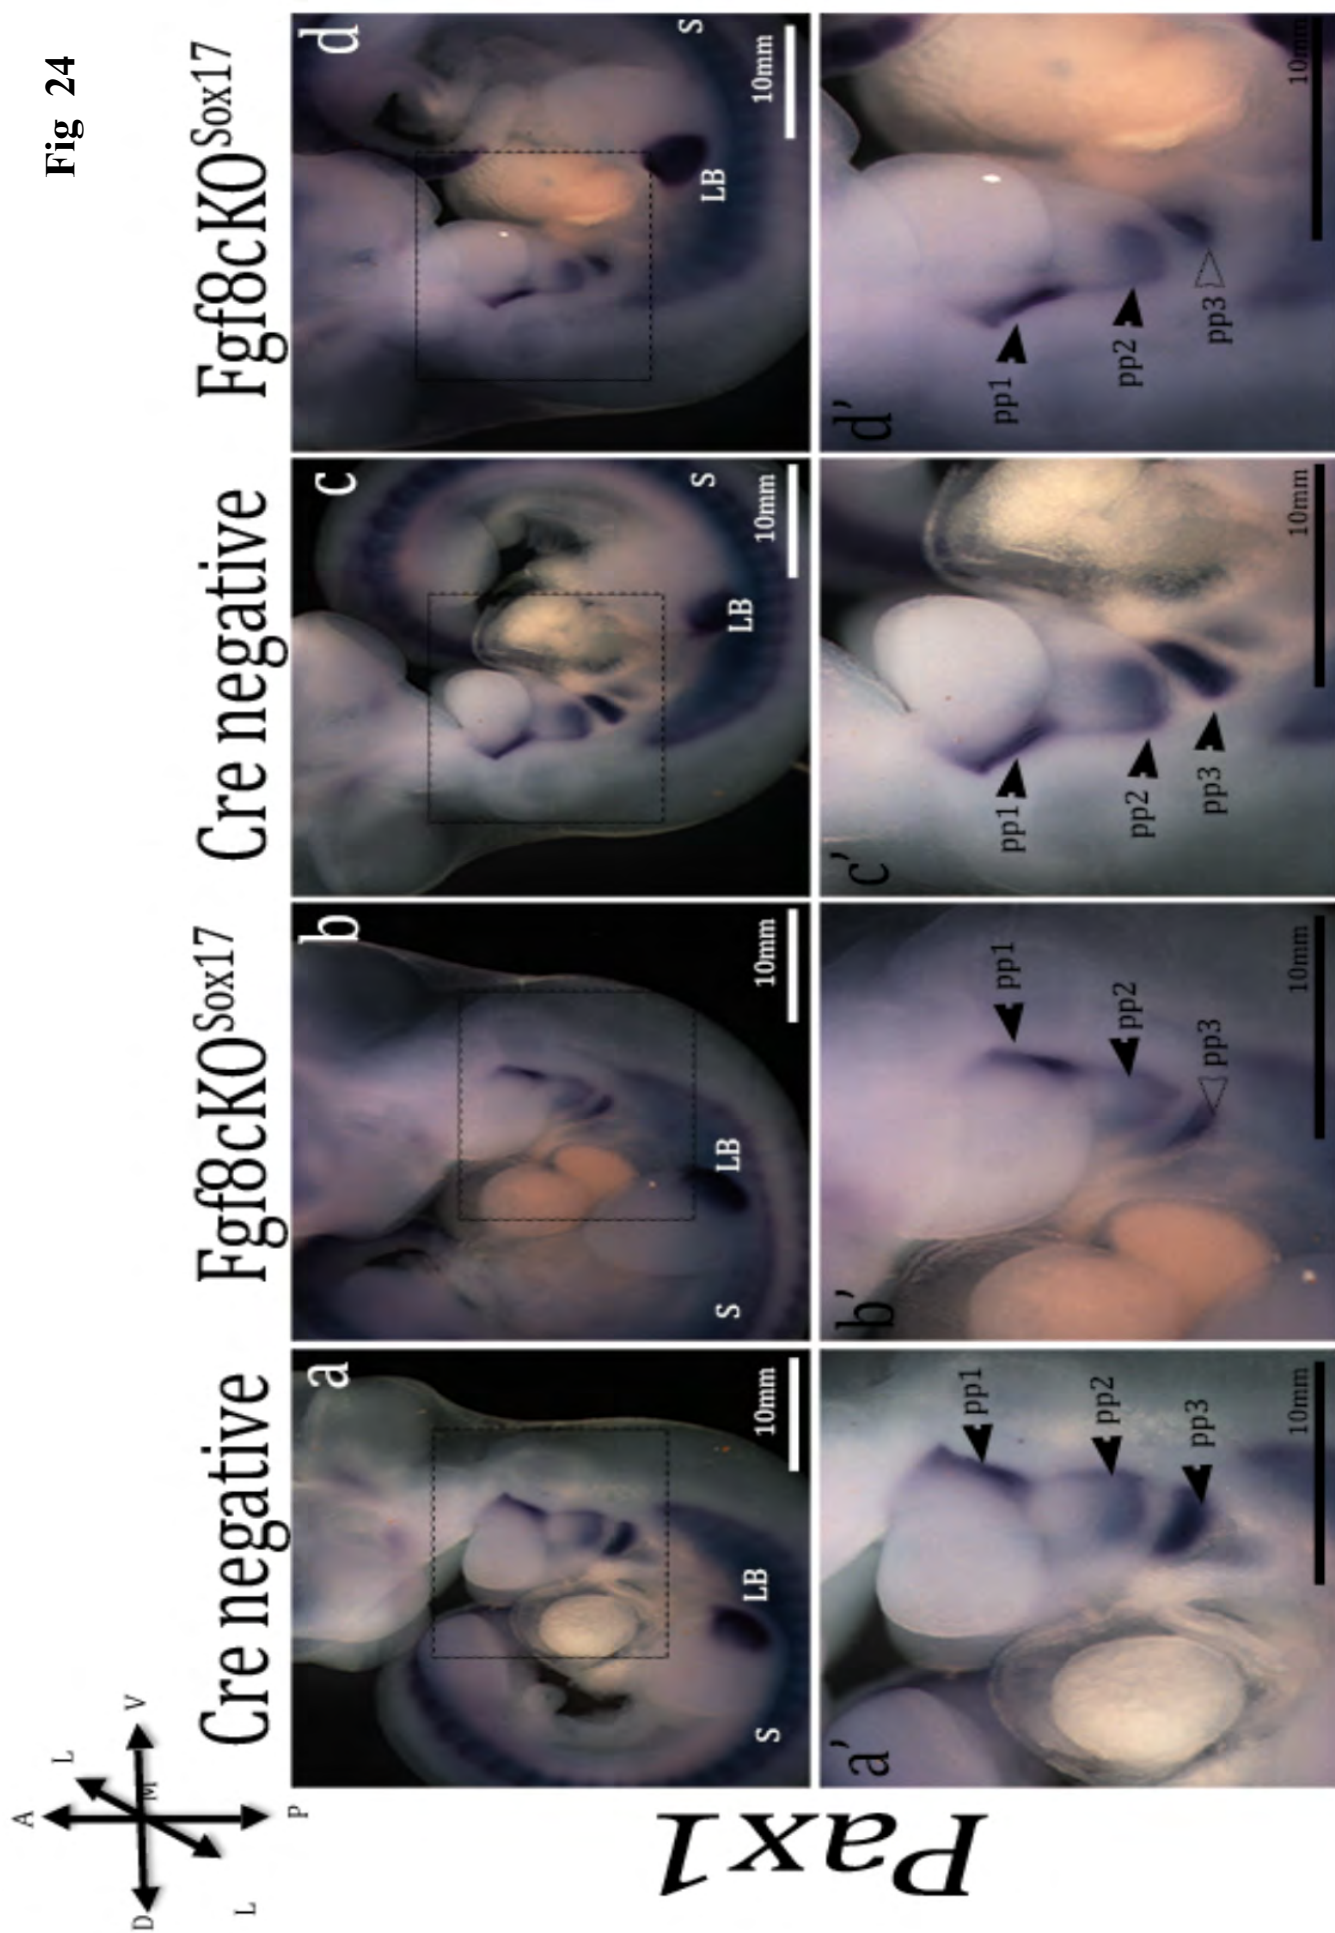 Fig 24
A
L
D
M
V
L
P
Cre negative
Fgf8cKO^Sox17
Cre negative
Fgf8cKO^Sox17
Pax1
a
S
LB
10mm
b
S
LB
10mm
c
LB
S
10mm
d
LB
S
10mm
a'
pp1
pp2
pp3
10mm
b'
pp1
pp2
pp3
10mm
c'
pp1
pp2
pp3
10mm
d'
pp1
pp2
pp3
10mm